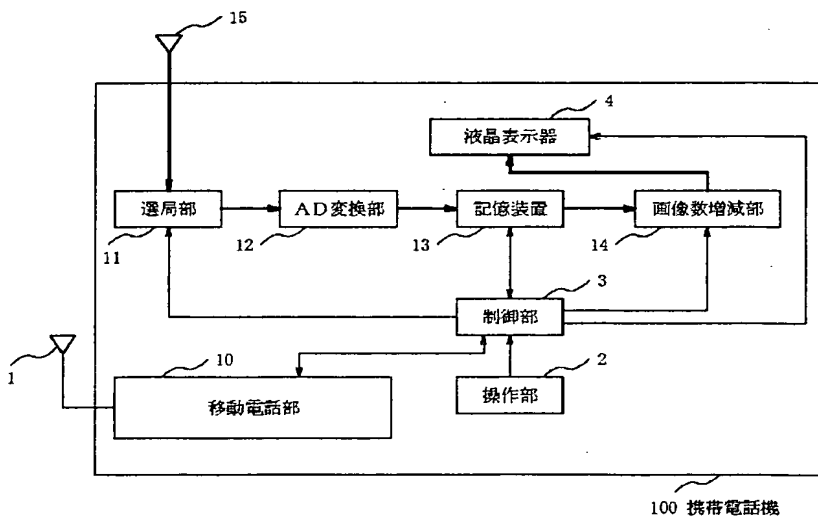 15
4
液晶表示器
選局部
AD変換部
記憶装置
画像数増減部
11
12
13
14
3
制御部
1
10
移動電話部
2
操作部
100 携帯電話機